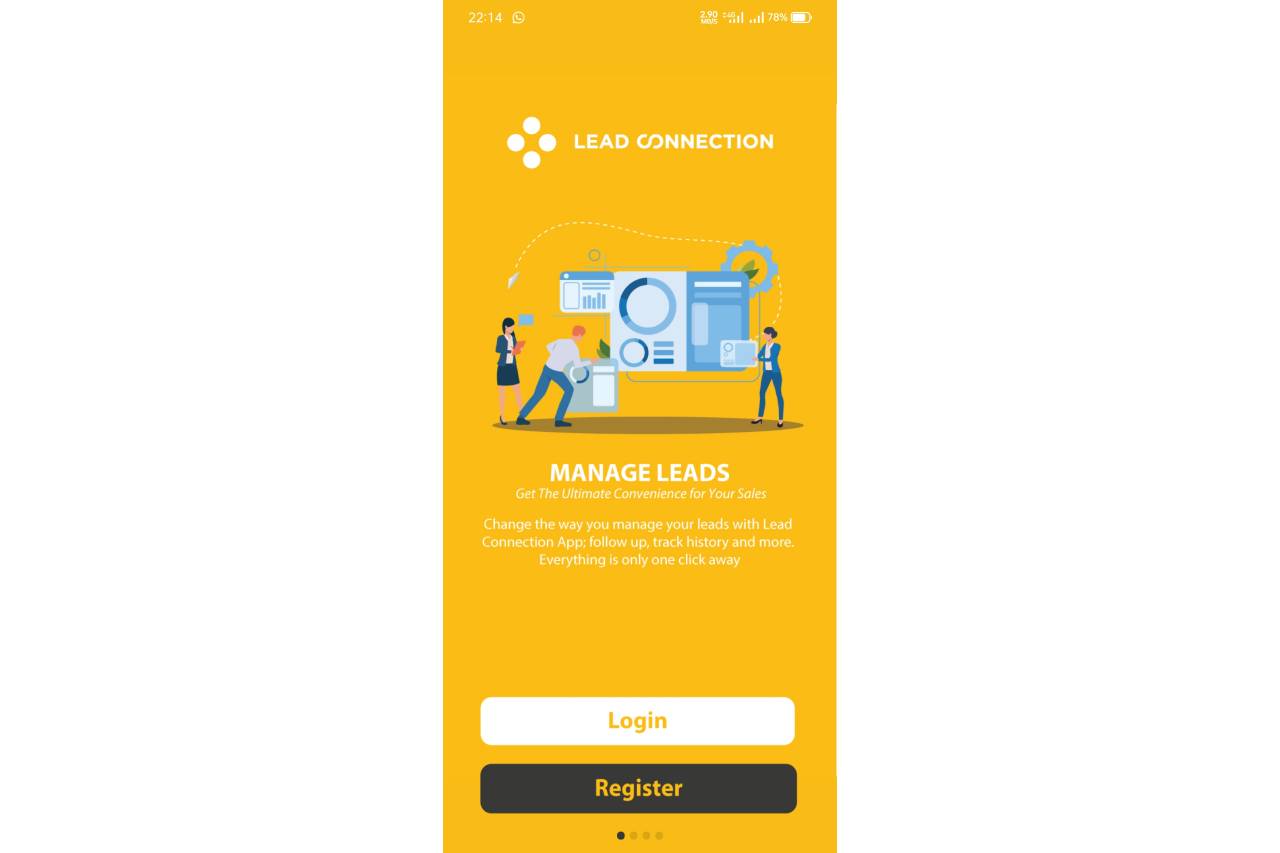 22:14
2.90
MB/S
4G
78%
LEAD CONNECTION
MANAGE LEADS
Get The Ultimate Convenience for Your Sales
Change the way you manage your leads with Lead
Connection App; follow up, track history and more.
Everything is only one click away
Login
Register